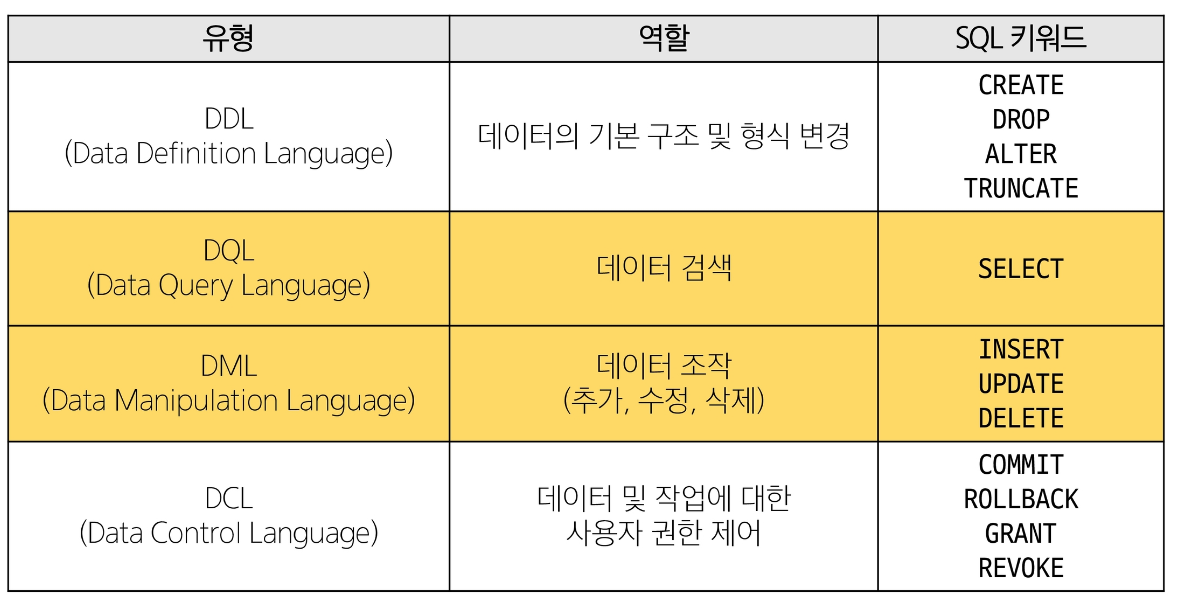 유형 역할 SQL 키워드
DDL
(Data Definition Language)
데이터의 기본 구조 및 형식 변경
CREATE
DROP
ALTER
TRUNCATE
DQL
(Data Query Language)
데이터 검색
SELECT
DML
(Data Manipulation Language)
데이터 조작
(추가, 수정, 삭제)
INSERT
UPDATE
DELETE
DCL
(Data Control Language)
데이터 및 작업에 대한
사용자 권한 제어
COMMIT
ROLLBACK
GRANT
REVOKE